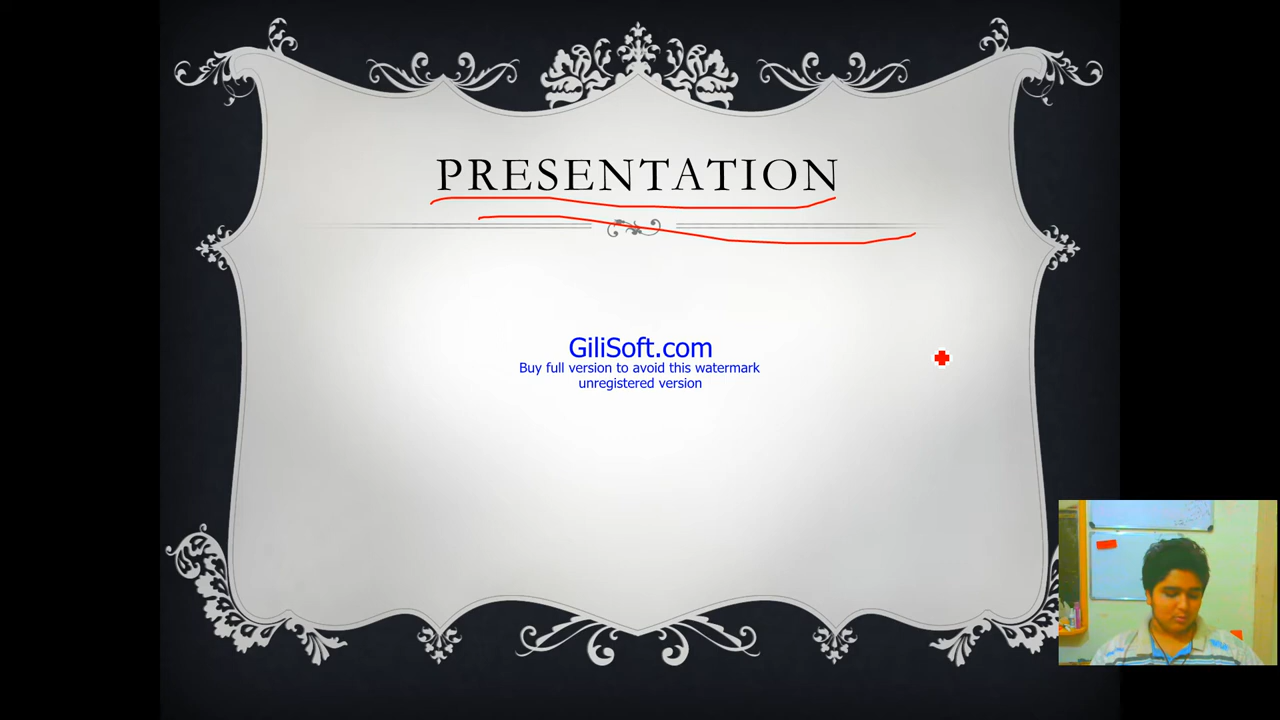 PRESENTATION
GiliSoft.com
Buy full version to avoid this watermark
unregistered version